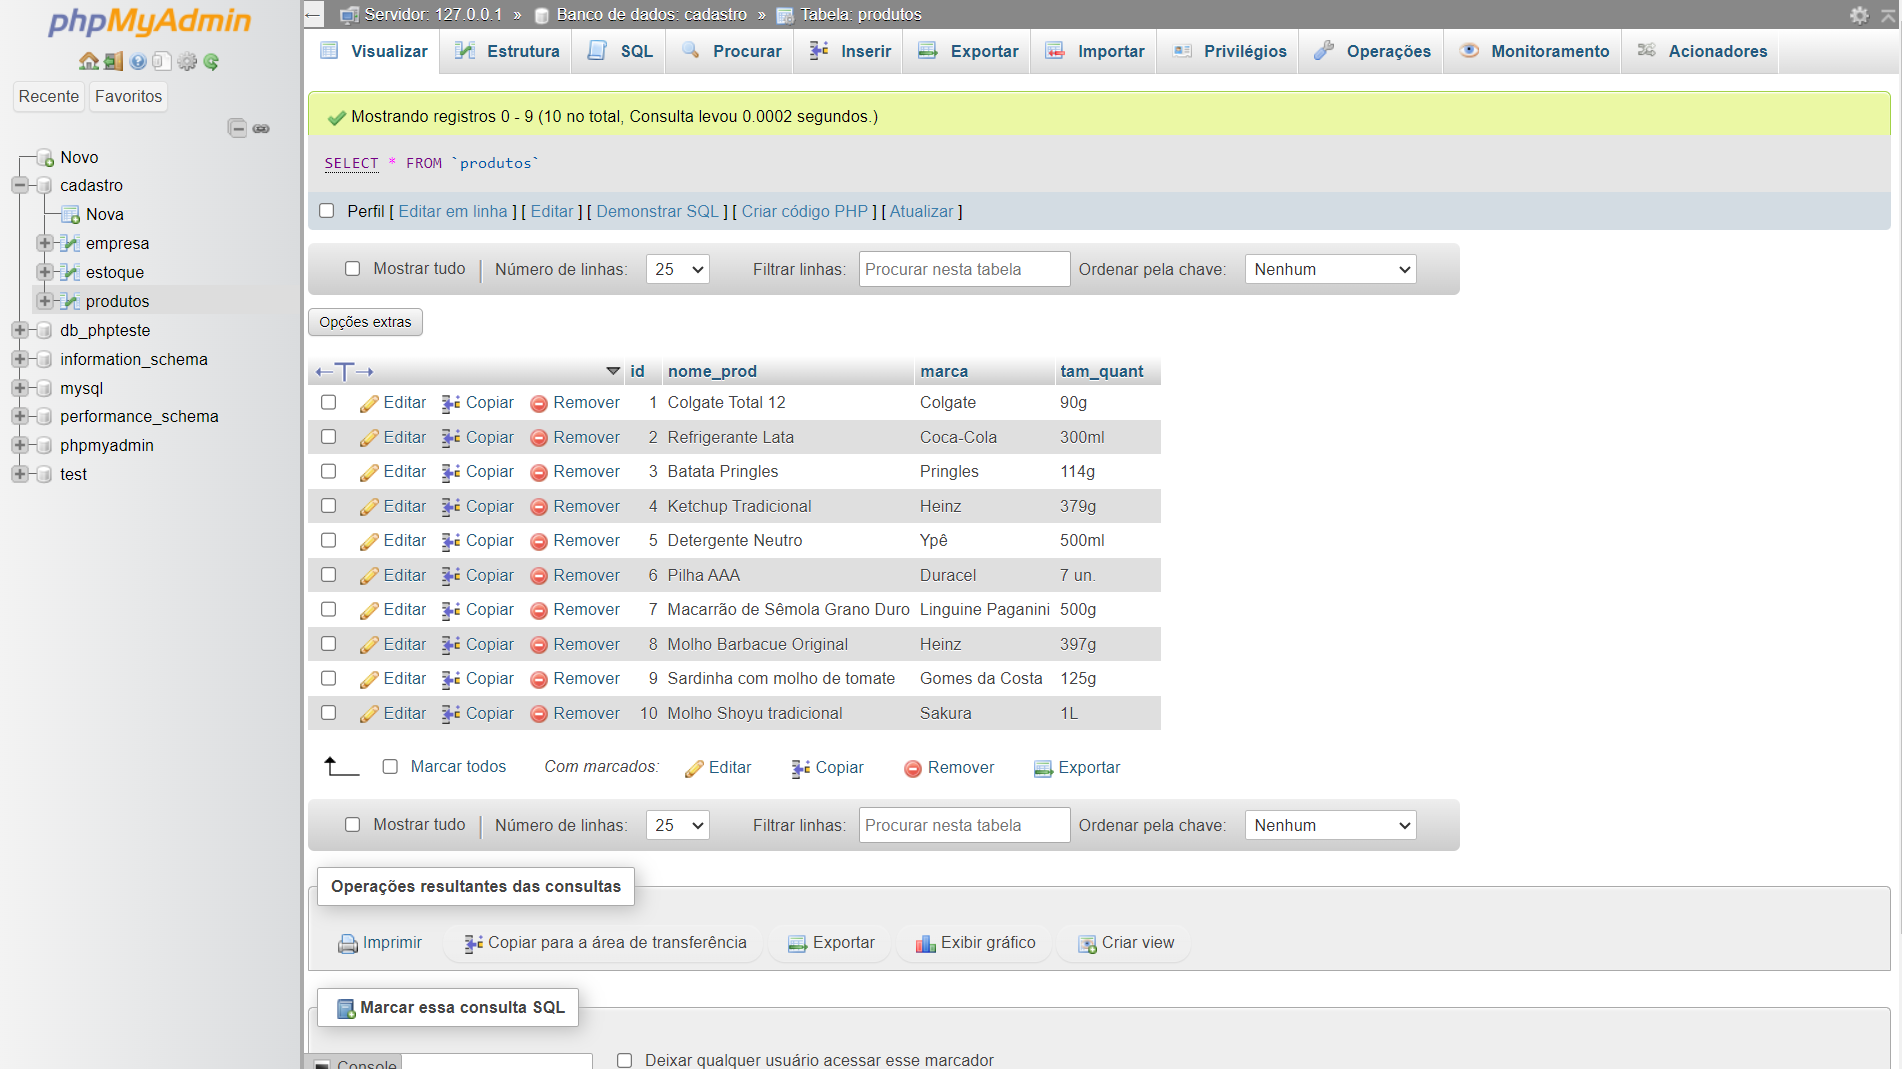 phpMyAdmin
Recente Favoritos
Novo
cadastro
Nova
empresa
estoque
produtos
db_phpteste
information_schema
mysql
performance_schema
phpmyadmin
test
Servidor: 127.0.0.1 » Banco de dados: cadastro » Tabela: produtos
Visualizar Estrutura SQL Procurar Inserir Exportar Importar Privilégios Operações Monitoramento Acionadores
Mostrando registros 0 - 9 (10 no total, Consulta levou 0.0002 segundos.)
SELECT * FROM `produtos`
Perfil [ Editar em linha ] [ Editar ] [ Demonstrar SQL ] [ Criar código PHP ] [ Atualizar ]
Mostrar tudo | Número de linhas: 25 Filtrar linhas: Procurar nesta tabela Ordenar pela chave: Nenhum
Opções extras
←T→ id nome_prod marca tam_quant
Editar Copiar Remover 1 Colgate Total 12 Colgate 90g
Editar Copiar Remover 2 Refrigerante Lata Coca-Cola 300ml
Editar Copiar Remover 3 Batata Pringles Pringles 114g
Editar Copiar Remover 4 Ketchup Tradicional Heinz 379g
Editar Copiar Remover 5 Detergente Neutro Ypê 500ml
Editar Copiar Remover 6 Pilha AAA Duracel 7 un.
Editar Copiar Remover 7 Macarrão de Sêmola Grano Duro Linguine Paganini 500g
Editar Copiar Remover 8 Molho Barbacue Original Heinz 397g
Editar Copiar Remover 9 Sardinha com molho de tomate Gomes da Costa 125g
Editar Copiar Remover 10 Molho Shoyu tradicional Sakura 1L
Marcar todos Com marcados: Editar Copiar Remover Exportar
Mostrar tudo | Número de linhas: 25 Filtrar linhas: Procurar nesta tabela Ordenar pela chave: Nenhum
Operações resultantes das consultas
Imprimir Copiar para a área de transferência Exportar Exibir gráfico Criar view
Marcar essa consulta SQL
Console Deixar qualquer usuário acessar esse marcador